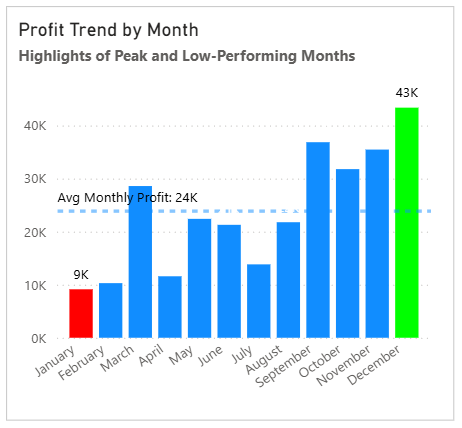 Profit Trend by Month
Highlights of Peak and Low-Performing Months
43K
40K
30K
Avg Monthly Profit: 24K
20K
9K
10K
0K
January
February
March
April
May
June
July
August
September
October
November
December